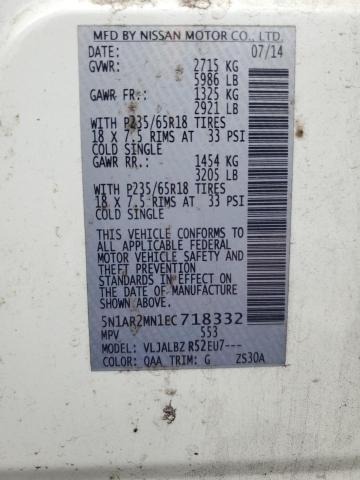 MFD BY NISSAN MOTOR CO., LTD.
DATE: 07/14
GVWR: 2715 KG
5986 LB
GAWR FR: 1325 KG
2921 LB
WITH P235/65R18 TIRES
18 X 7.5 RIMS AT 33 PSI
COLD SINGLE
GAWR RR: 1454 KG
3205 LB
WITH P235/65R18 TIRES
18 X 7.5 RIMS AT 33 PSI
COLD SINGLE
THIS VEHICLE CONFORMS TO
ALL APPLICABLE FEDERAL
MOTOR VEHICLE SAFETY AND
THEFT PREVENTION
STANDARDS IN EFFECT ON
THE DATE OF MANUFACTURE
SHOWN ABOVE.
5N1AR2MN1EC718332
MPV 553
MODEL: VLJALBZ R52EU7---
COLOR: QAA TRIM: G ZS30A